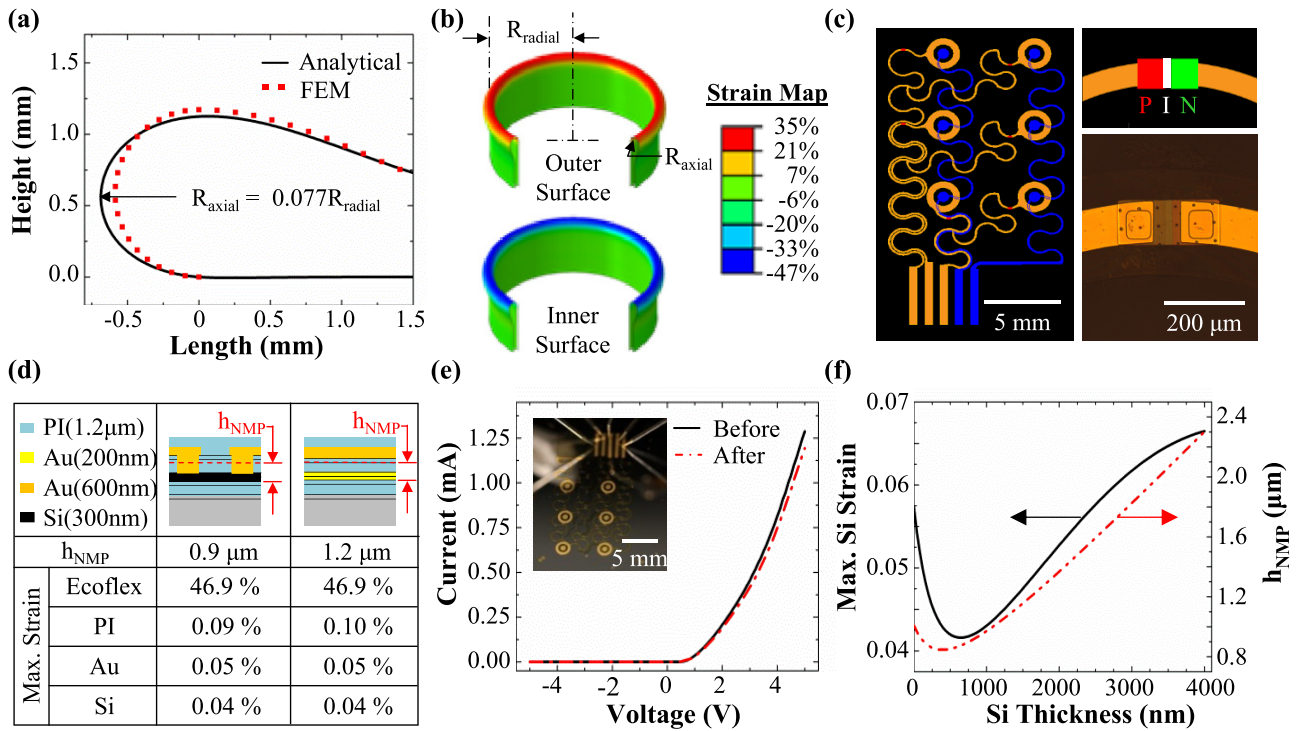 (a)
1.5
1.0
0.5
0.0
Height (mm)
Analytical
FEM
R_axial = 0.077R_radial
-0.5 0 0.5 1.0 1.5
Length (mm)
(b)
R_radial
Outer
Surface
R_axial
Inner
Surface
Strain Map
35%
21%
7%
-6%
-20%
-33%
-47%
(c)
5 mm
P I N
200 μm
(d)
PI(1.2μm)
Au(200nm)
Au(600nm)
Si(300nm)
h_NMP
h_NMP
h_NMP 0.9 μm 1.2 μm
Max. Strain
Ecoflex 46.9 % 46.9 %
PI 0.09 % 0.10 %
Au 0.05 % 0.05 %
Si 0.04 % 0.04 %
(e)
Current (mA)
1.25
1.00
0.75
0.50
0.25
0.00
Before
After
5 mm
-4 -2 0 2 4
Voltage (V)
(f)
Max. Si Strain
0.07
0.06
0.05
0.04
2.4
2.0
1.6
1.2
0.8
h_NMP (μm)
0 1000 2000 3000 4000
Si Thickness (nm)